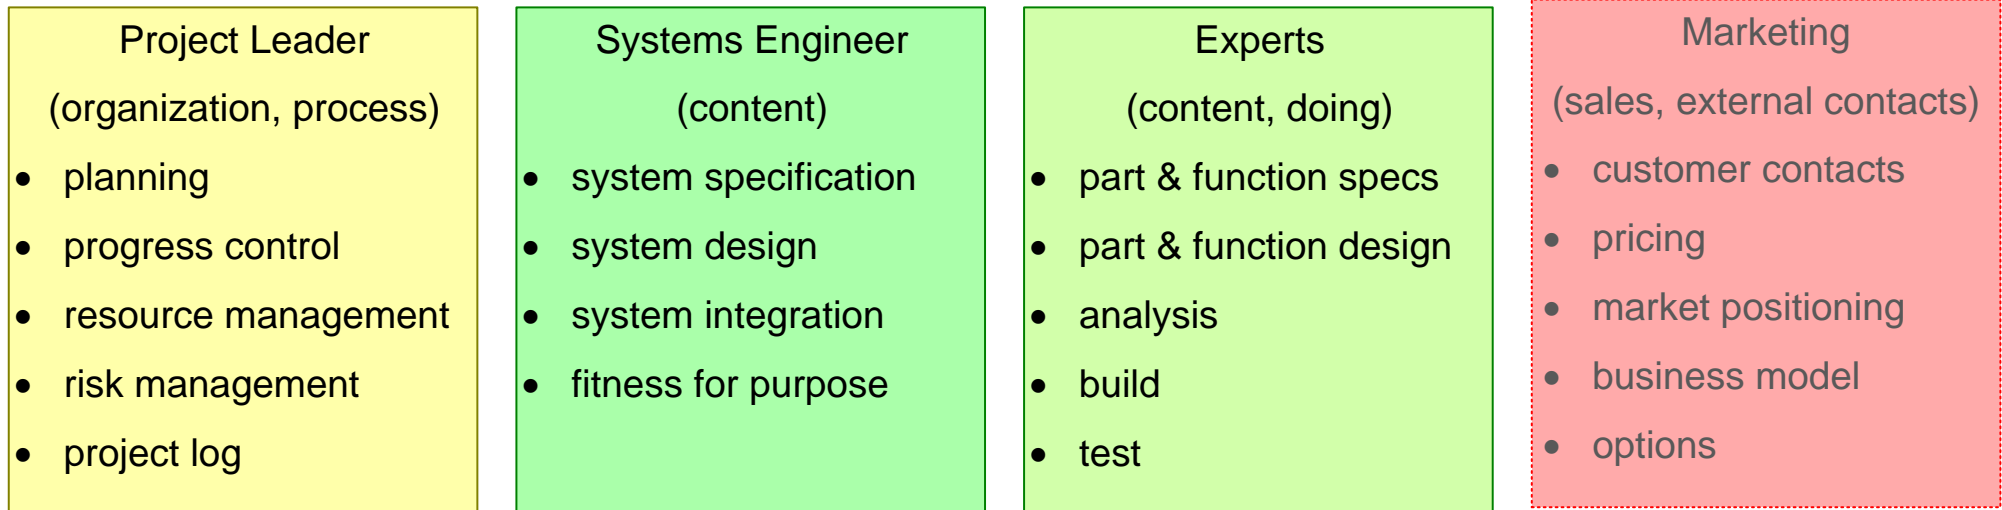 Project Leader
(organization, process)
• planning
• progress control
• resource management
• risk management
• project log
Systems Engineer
(content)
• system specification
• system design
• system integration
• fitness for purpose
Experts
(content, doing)
• part & function specs
• part & function design
• analysis
• build
• test
Marketing
(sales, external contacts)
• customer contacts
• pricing
• market positioning
• business model
• options